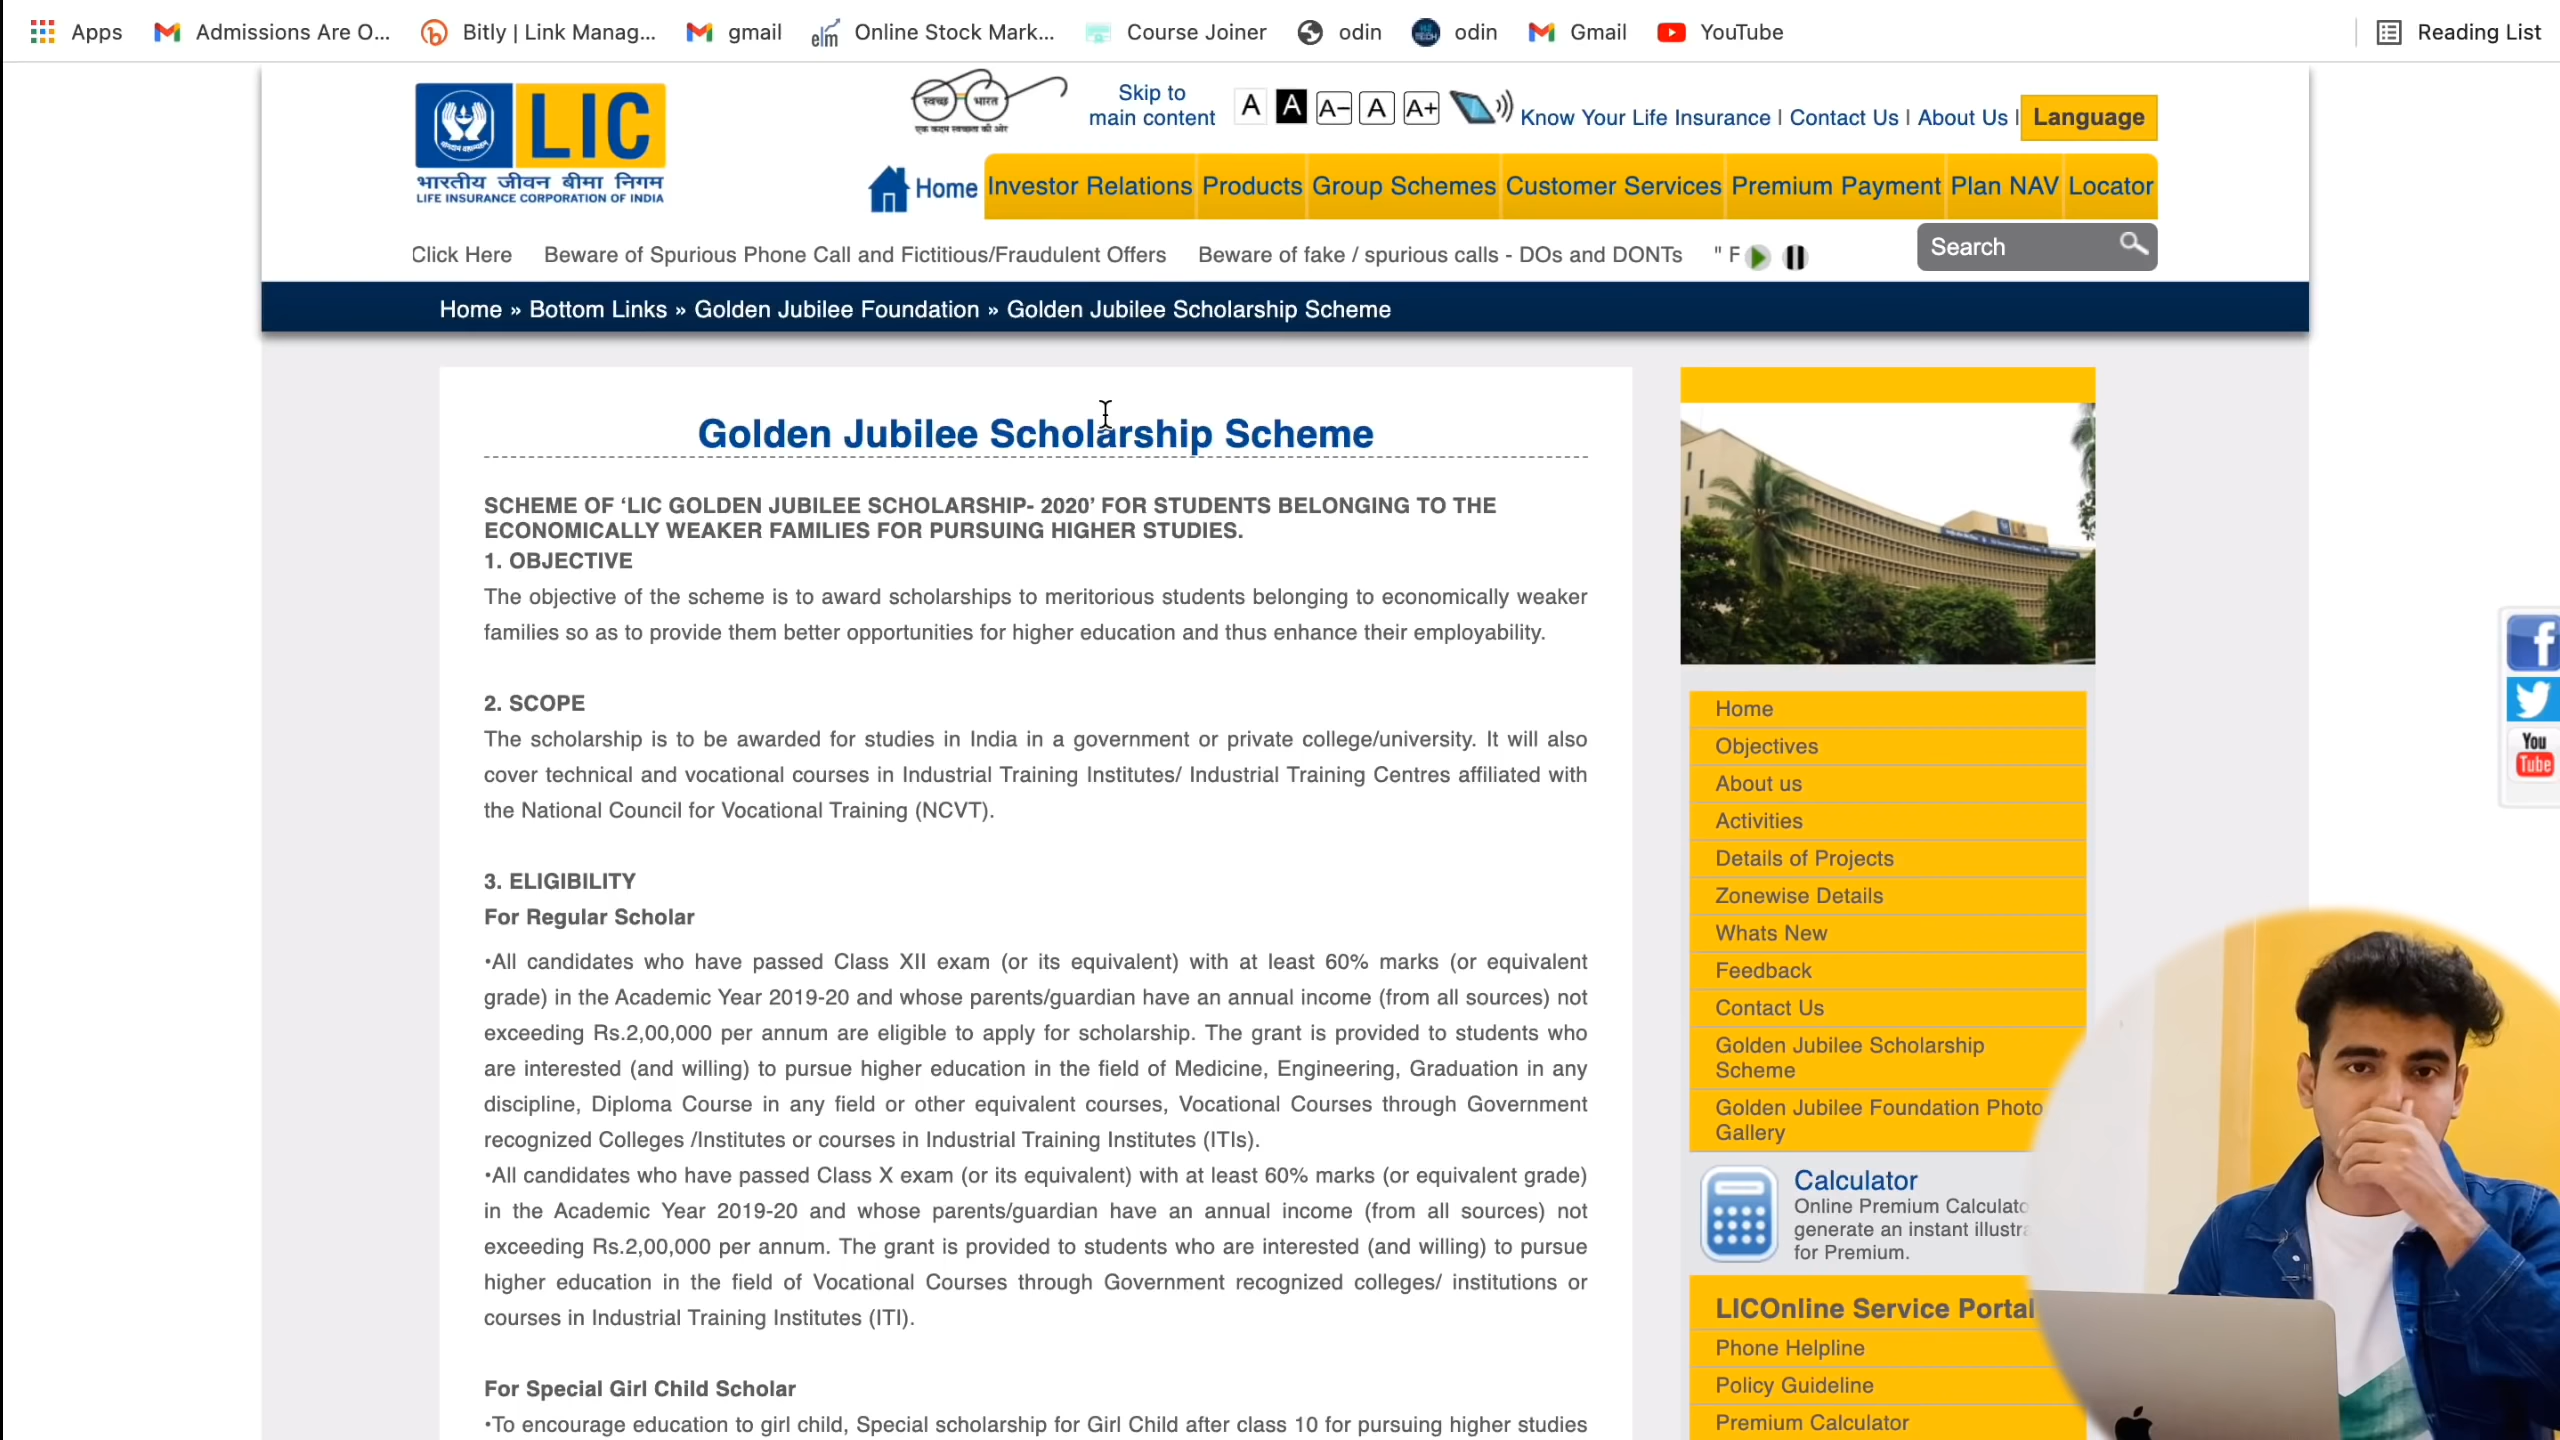 Apps
Admissions Are O...
Bitly | Link Manag...
gmail
Online Stock Mark...
Course Joiner
odin
odin
Gmail
YouTube
Reading List
LIC
भारतीय जीवन बीमा निगम
LIFE INSURANCE CORPORATION OF INDIA
स्वच्छ भारत
एक कदम स्वच्छता की ओर
Skip to
main content
A A A- A A+
Know Your Life Insurance | Contact Us | About Us |
Language
Home
Investor Relations
Products
Group Schemes
Customer Services
Premium Payment
Plan NAV
Locator
Click Here Beware of Spurious Phone Call and Fictitious/Fraudulent Offers Beware of fake / spurious calls - DOs and DONTs " F
Search
Home » Bottom Links » Golden Jubilee Foundation » Golden Jubilee Scholarship Scheme
Golden Jubilee Scholarship Scheme
SCHEME OF ‘LIC GOLDEN JUBILEE SCHOLARSHIP- 2020’ FOR STUDENTS BELONGING TO THE
ECONOMICALLY WEAKER FAMILIES FOR PURSUING HIGHER STUDIES.
1. OBJECTIVE
The objective of the scheme is to award scholarships to meritorious students belonging to economically weaker
families so as to provide them better opportunities for higher education and thus enhance their employability.
2. SCOPE
The scholarship is to be awarded for studies in India in a government or private college/university. It will also
cover technical and vocational courses in Industrial Training Institutes/ Industrial Training Centres affiliated with
the National Council for Vocational Training (NCVT).
3. ELIGIBILITY
For Regular Scholar
•All candidates who have passed Class XII exam (or its equivalent) with at least 60% marks (or equivalent
grade) in the Academic Year 2019-20 and whose parents/guardian have an annual income (from all sources) not
exceeding Rs.2,00,000 per annum are eligible to apply for scholarship. The grant is provided to students who
are interested (and willing) to pursue higher education in the field of Medicine, Engineering, Graduation in any
discipline, Diploma Course in any field or other equivalent courses, Vocational Courses through Government
recognized Colleges /Institutes or courses in Industrial Training Institutes (ITIs).
•All candidates who have passed Class X exam (or its equivalent) with at least 60% marks (or equivalent grade)
in the Academic Year 2019-20 and whose parents/guardian have an annual income (from all sources) not
exceeding Rs.2,00,000 per annum. The grant is provided to students who are interested (and willing) to pursue
higher education in the field of Vocational Courses through Government recognized colleges/ institutions or
courses in Industrial Training Institutes (ITI).
For Special Girl Child Scholar
•To encourage education to girl child, Special scholarship for Girl Child after class 10 for pursuing higher studies
Home
Objectives
About us
Activities
Details of Projects
Zonewise Details
Whats New
Feedback
Contact Us
Golden Jubilee Scholarship
Scheme
Golden Jubilee Foundation Photo
Gallery
Calculator
Online Premium Calculato
generate an instant illustra
for Premium.
LICOnline Service Portal
Phone Helpline
Policy Guideline
Premium Calculator
You
Tube